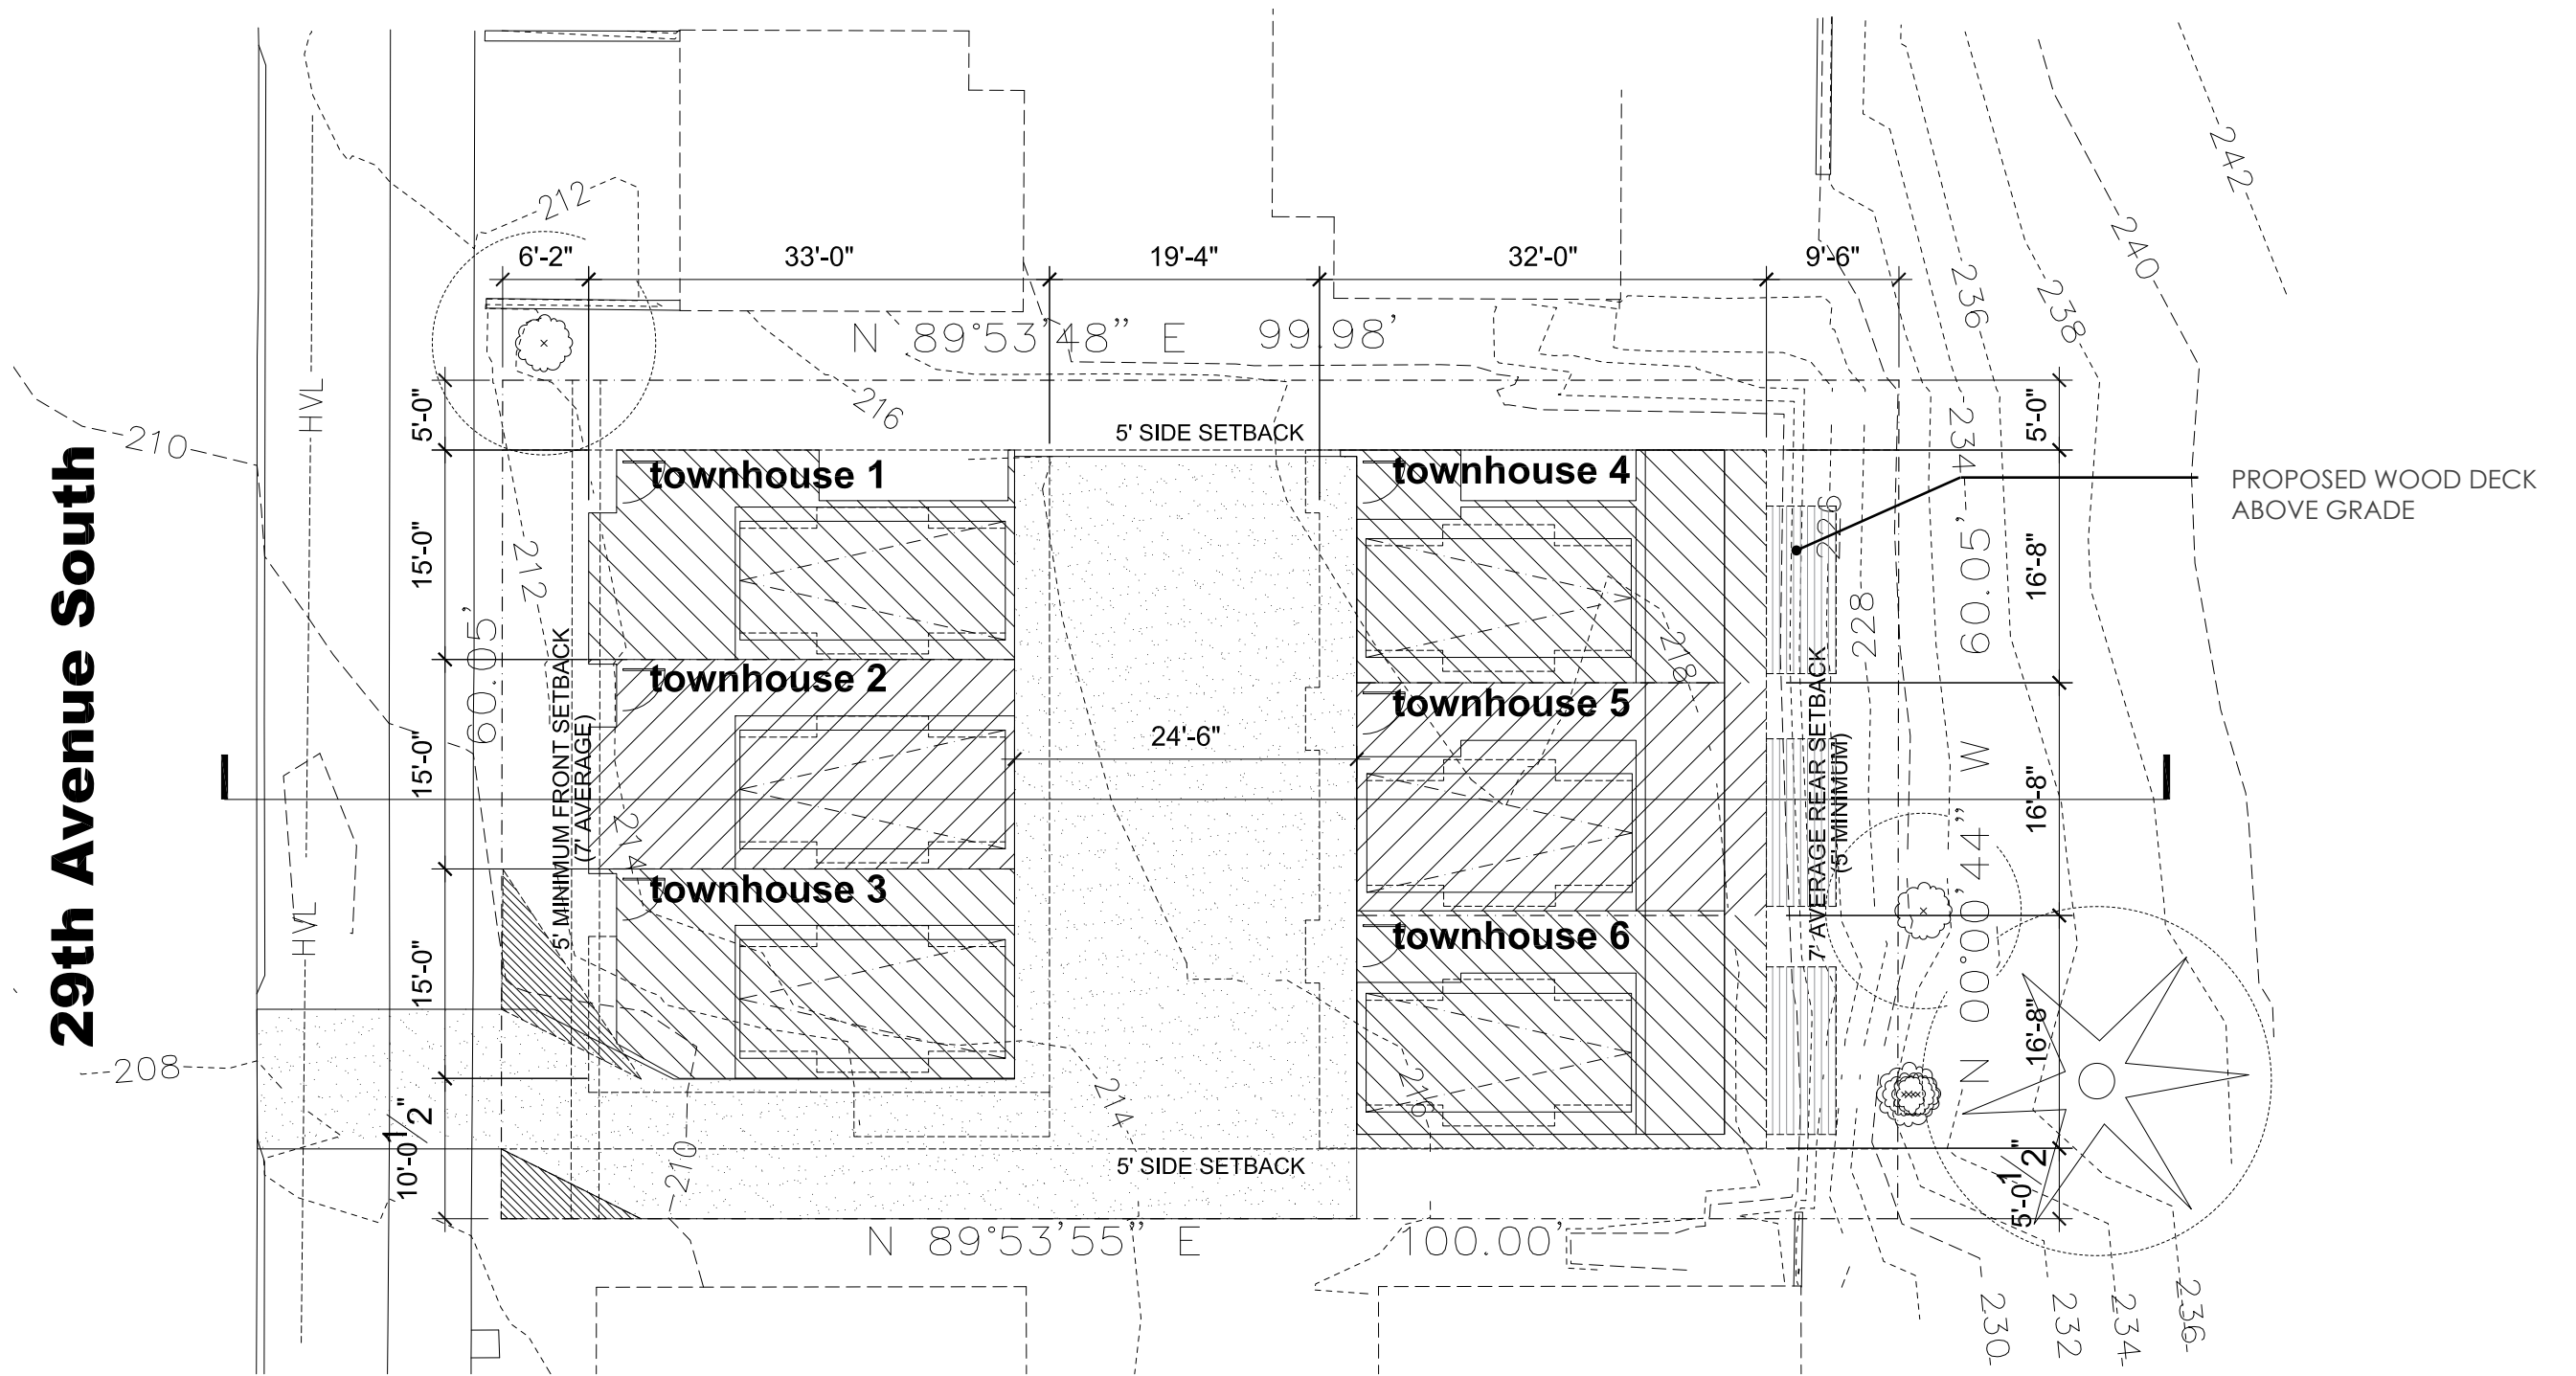 212
242
240
6'-2"
33'-0"
19'-4"
32'-0"
9'-6"
236
238
N 89°53'48" E 99.98'
HVL
216
5'-0"
5'-0"
210
5' SIDE SETBACK
234
townhouse 1
townhouse 4
PROPOSED WOOD DECK
ABOVE GRADE
29th Avenue South
15'-0"
212
226
16'-8"
60.05'
228
60.05'
218
60.05'
townhouse 2
townhouse 5
5' MINIMUM FRONT SETBACK
(7' AVERAGE)
24'-6"
7' AVERAGE REAR SETBACK
(5' MINIMUM)
15'-0"
16'-8"
N 0°00'44" W
214
townhouse 3
townhouse 6
HVL
15'-0"
16'-8"
208
214
216
10'-0 1/2"
210
5' SIDE SETBACK
5'-0 1/2"
N 89°53'55" E 100.00'
230
232
234
236